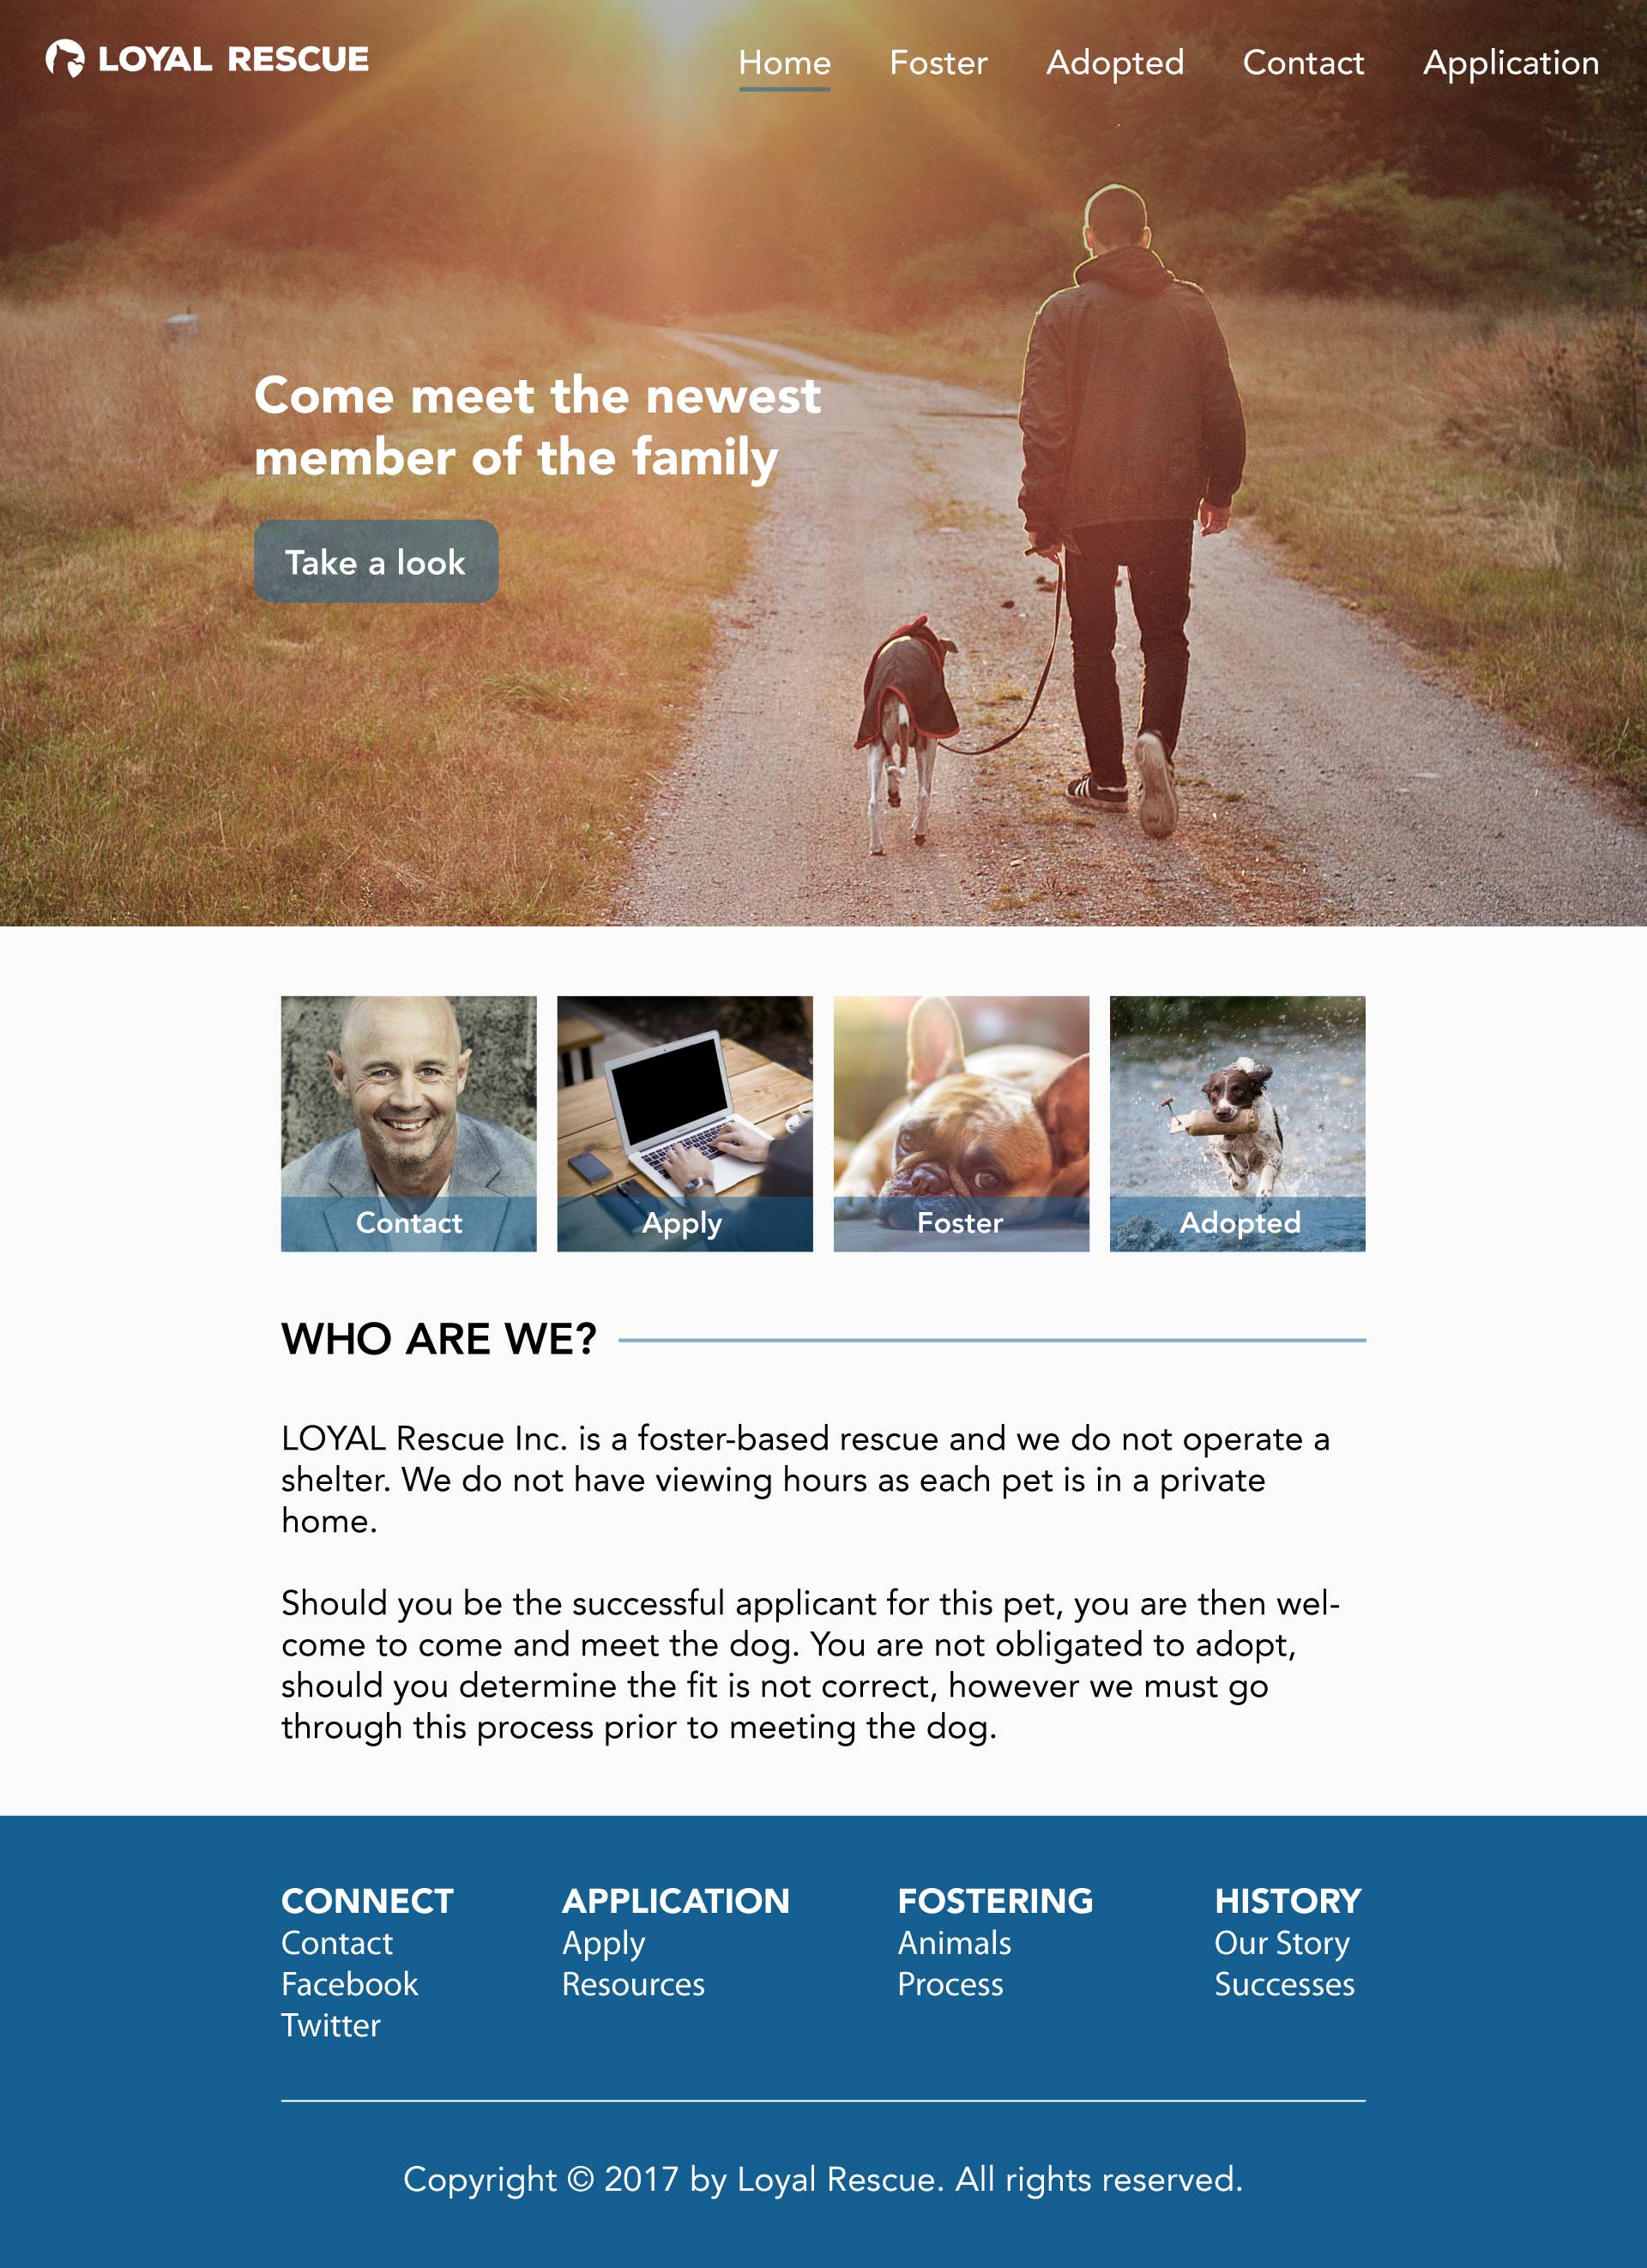 LOYAL RESCUE
Home Foster Adopted Contact Application
Come meet the newest
member of the family
Take a look
Contact Apply Foster Adopted
WHO ARE WE?
LOYAL Rescue Inc. is a foster-based rescue and we do not operate a
shelter. We do not have viewing hours as each pet is in a private
home.
Should you be the successful applicant for this pet, you are then wel-
come to come and meet the dog. You are not obligated to adopt,
should you determine the fit is not correct, however we must go
through this process prior to meeting the dog.
CONNECT
Contact
Facebook
Twitter
APPLICATION
Apply
Resources
FOSTERING
Animals
Process
HISTORY
Our Story
Successes
Copyright © 2017 by Loyal Rescue. All rights reserved.